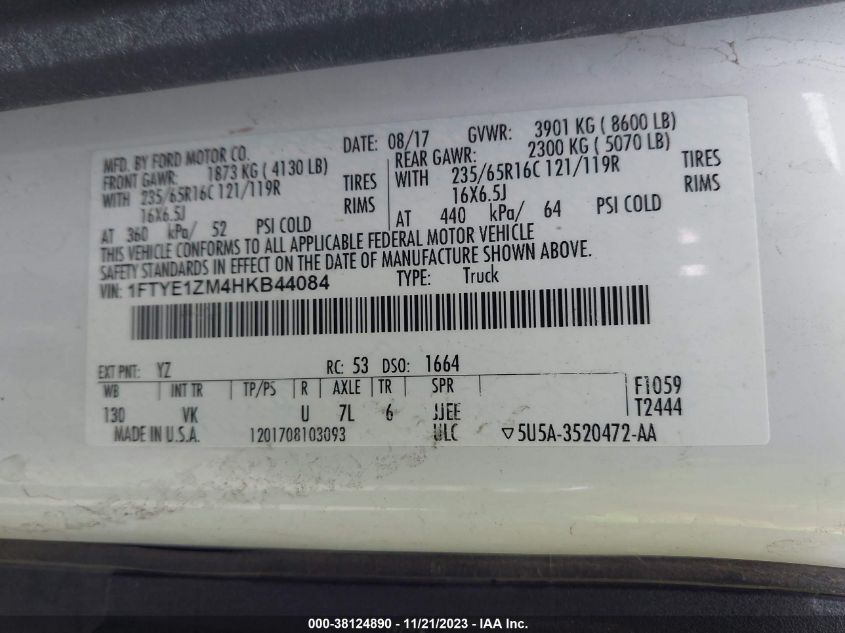 MFD. BY FORD MOTOR CO. DATE: 08/17 GVWR: 3901 KG ( 8600 LB)
FRONT GAWR: 1873 KG ( 4130 LB) REAR GAWR: 2300 KG ( 5070 LB)
WITH 235/65R16C 121/119R TIRES WITH 235/65R16C 121/119R TIRES
16X6.5J RIMS 16X6.5J RIMS
AT 360 kPa/ 52 PSI COLD AT 440 kPa/ 64 PSI COLD
THIS VEHICLE CONFORMS TO ALL APPLICABLE FEDERAL MOTOR VEHICLE
SAFETY STANDARDS IN EFFECT ON THE DATE OF MANUFACTURE SHOWN ABOVE.
VIN: 1FTYE1ZM4HKB44084 TYPE: Truck
EXT PNT: YZ RC: 53 DSO: 1664
WB INT TR TP/PS R AXLE TR SPR F1059
130 VK U 7L 6 JJEE T2444
MADE IN U.S.A. 1201708103093 ULC ▽5U5A-3520472-AA
000-38124890 - 11/21/2023 - IAA Inc.